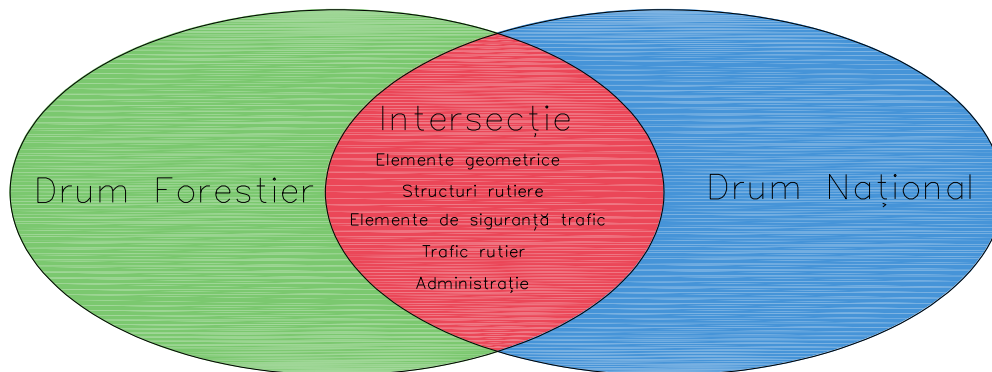 Drum Forestier
Intersecție
Elemente geometrice
Structuri rutiere
Elemente de siguranță trafic
Trafic rutier
Administrație
Drum Național